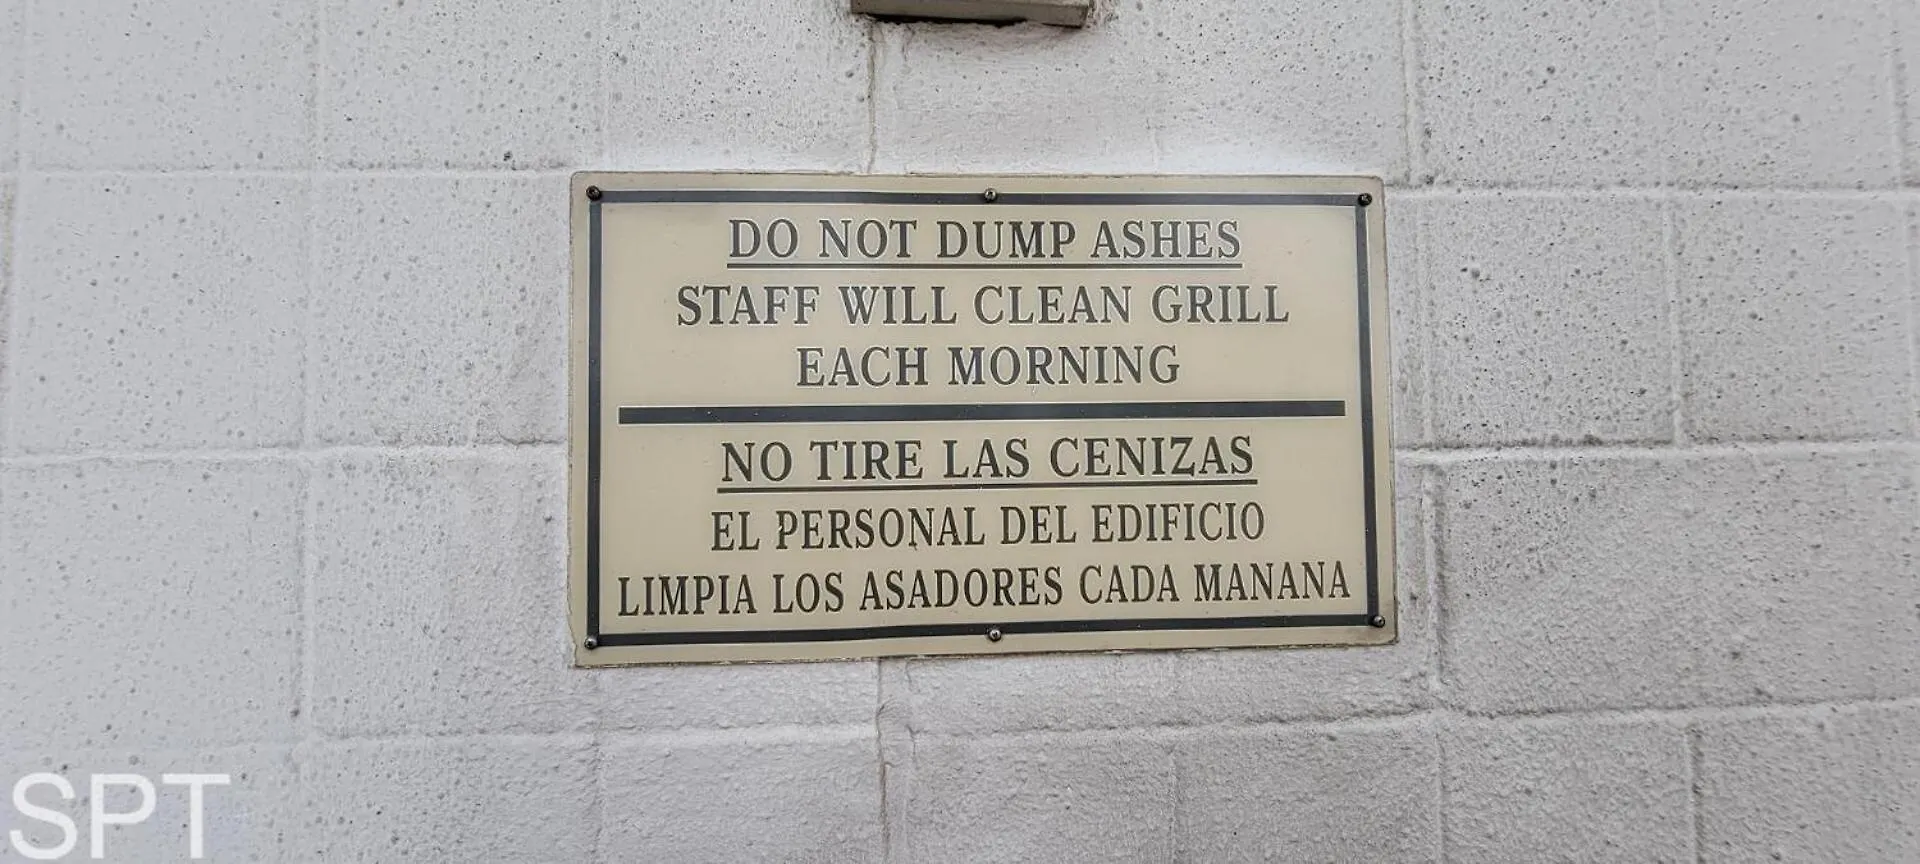 DO NOT DUMP ASHES
STAFF WILL CLEAN GRILL
EACH MORNING
NO TIRE LAS CENIZAS
EL PERSONAL DEL EDIFICIO
LIMPIA LOS ASADORES CADA MANANA
SPT